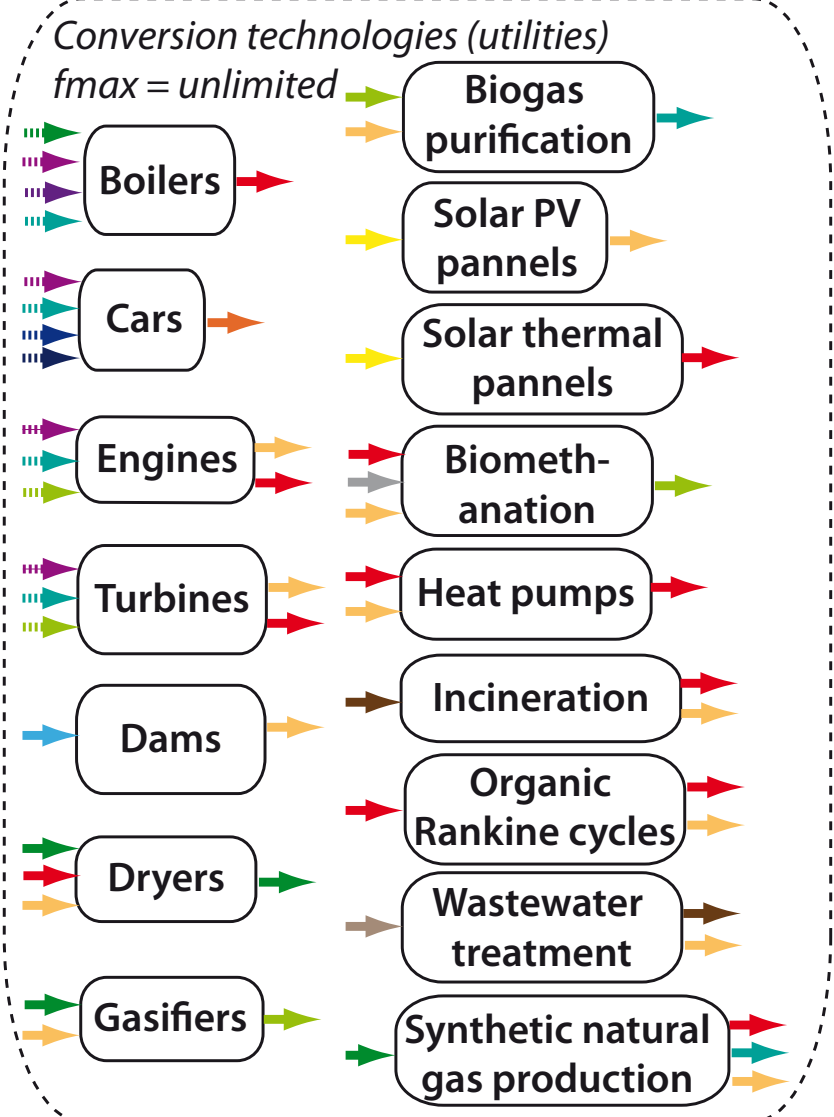 Conversion technologies (utilities)
fmax = unlimited
Boilers
Cars
Engines
Turbines
Dams
Dryers
Gasifiers
Biogas
purification
Solar PV
pannels
Solar thermal
pannels
Biometh-
anation
Heat pumps
Incineration
Organic
Rankine cycles
Wastewater
treatment
Synthetic natural
gas production